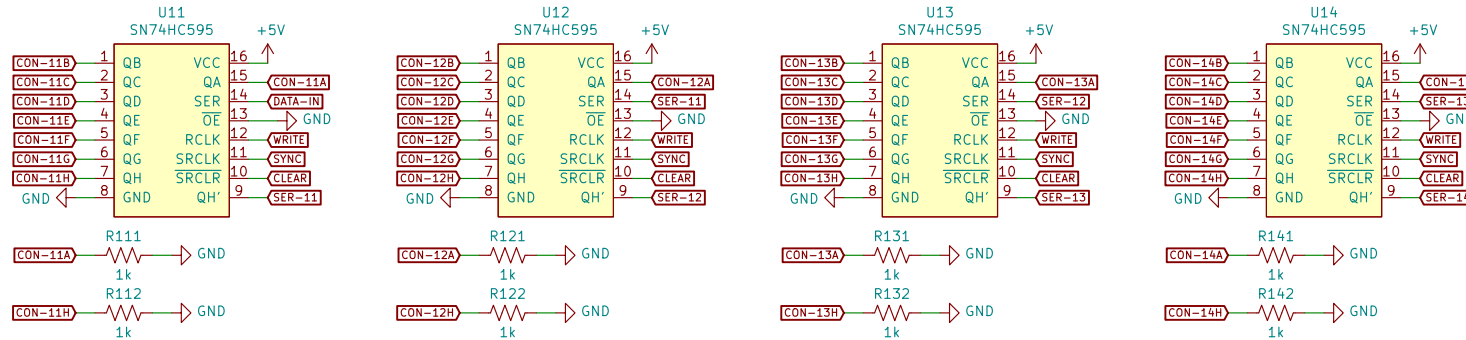 U11
SN74HC595
+5V
CON-11B 1 QB VCC 16
CON-11C 2 QC QA 15 CON-11A
CON-11D 3 QD SER 14 DATA-IN
CON-11E 4 QE OE 13 GND
CON-11F 5 QF RCLK 12 WRITE
CON-11G 6 QG SRCLK 11 SYNC
CON-11H 7 QH SRCLR 10 CLEAR
GND 8 GND QH' 9 SER-11
R111
CON-11A GND
1k
R112
CON-11H GND
1k
U12
SN74HC595
+5V
CON-12B 1 QB VCC 16
CON-12C 2 QC QA 15 CON-12A
CON-12D 3 QD SER 14 SER-11
CON-12E 4 QE OE 13 GND
CON-12F 5 QF RCLK 12 WRITE
CON-12G 6 QG SRCLK 11 SYNC
CON-12H 7 QH SRCLR 10 CLEAR
GND 8 GND QH' 9 SER-12
R121
CON-12A GND
1k
R122
CON-12H GND
1k
U13
SN74HC595
+5V
CON-13B 1 QB VCC 16
CON-13C 2 QC QA 15 CON-13A
CON-13D 3 QD SER 14 SER-12
CON-13E 4 QE OE 13 GND
CON-13F 5 QF RCLK 12 WRITE
CON-13G 6 QG SRCLK 11 SYNC
CON-13H 7 QH SRCLR 10 CLEAR
GND 8 GND QH' 9 SER-13
R131
CON-13A GND
1k
R132
CON-13H GND
1k
U14
SN74HC595
+5V
CON-14B 1 QB VCC 16
CON-14C 2 QC QA 15
CON-14D 3 QD SER 14
CON-14E 4 QE OE 13
CON-14F 5 QF RCLK 12 WRITE
CON-14G 6 QG SRCLK 11 SYNC
CON-14H 7 QH SRCLR 10 CLEAR
GND 8 GND QH' 9
R141
CON-14A GND
1k
R142
CON-14H GND
1k